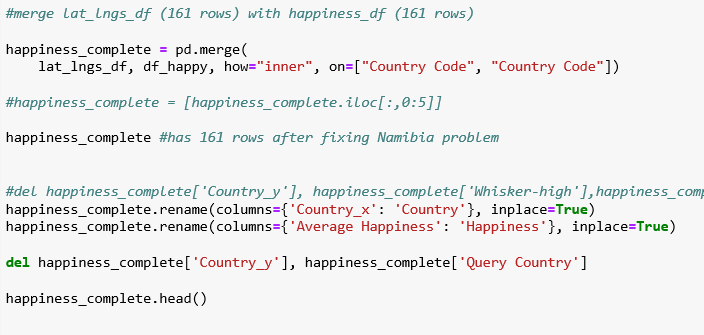 #merge lat_lngs_df (161 rows) with happiness_df (161 rows)
happiness_complete = pd.merge(
    lat_lngs_df, df_happy, how="inner", on=["Country Code", "Country Code"])
#happiness_complete = [happiness_complete.iloc[:,0:5]]
happiness_complete #has 161 rows after fixing Namibia problem
#del happiness_complete['Country_y'], happiness_complete['Whisker-high'],happiness_comp
happiness_complete.rename(columns={'Country_x': 'Country'}, inplace=True)
happiness_complete.rename(columns={'Average Happiness': 'Happiness'}, inplace=True)
del happiness_complete['Country_y'], happiness_complete['Query Country']
happiness_complete.head()